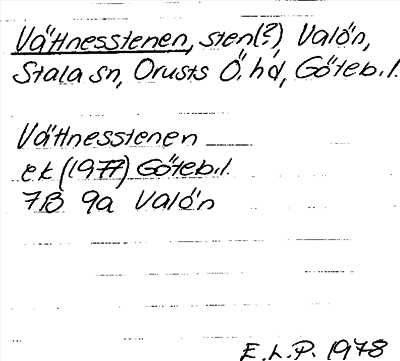 Vättnesstenen, sten(?) Valön,
Stala sn, Orusts Ö. hd, Göteb. l.
Vättnesstenen
ek (1977) Göteb. l.
7B 9a Valön
E. L. P. 1978